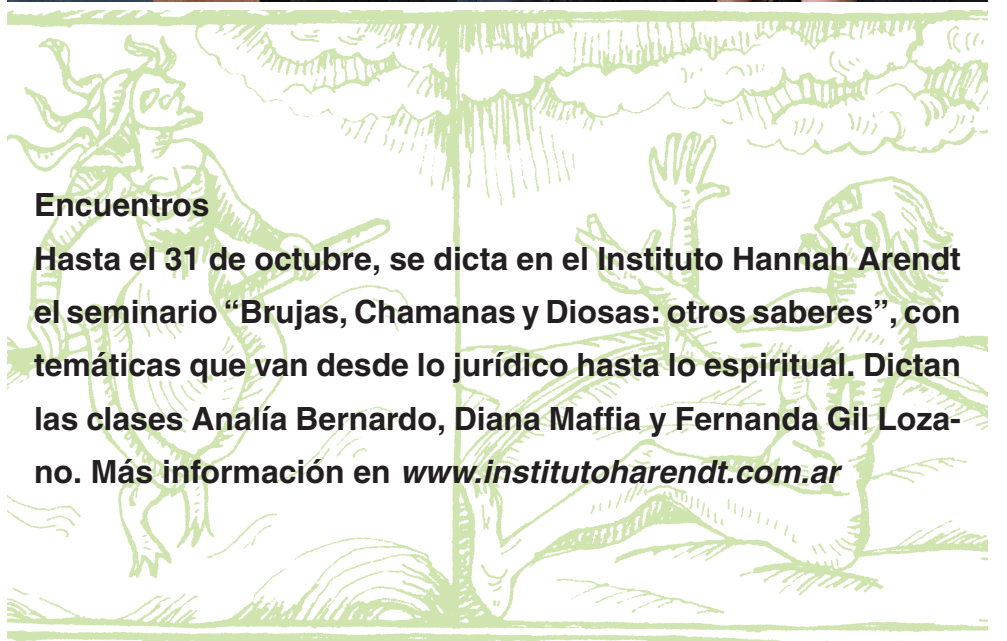 Encuentros
Hasta el 31 de octubre, se dicta en el Instituto Hannah Arendt
el seminario “Brujas, Chamanas y Diosas: otros saberes”, con
temáticas que van desde lo jurídico hasta lo espiritual. Dictan
las clases Analía Bernardo, Diana Maffia y Fernanda Gil Loza-
no. Más información en www.institutoharendt.com.ar